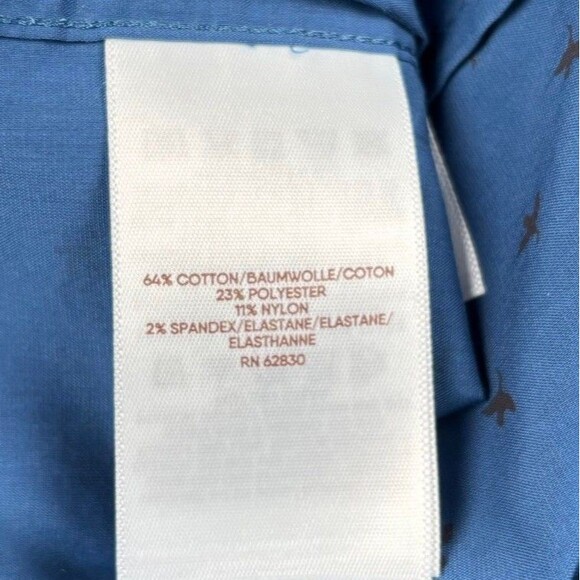 64% COTTON/BAUMWOLLE/COTON
23% POLYESTER
11% NYLON
2% SPANDEX/ELASTANE/ELASTANE/
ELASTHANNE
RN 62830